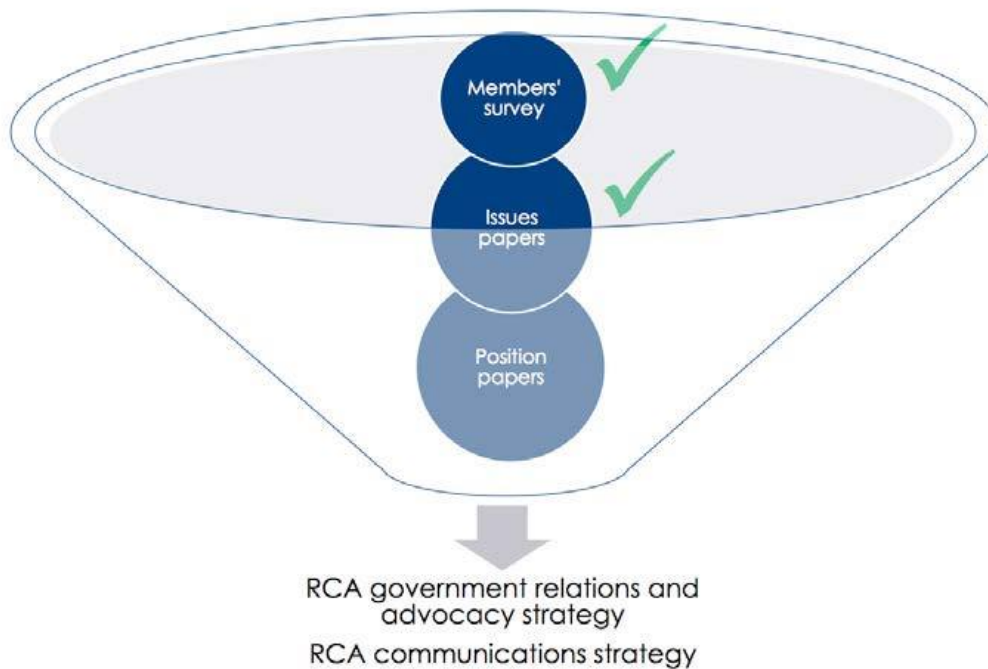 Members'
survey
Issues
papers
Position
papers
RCA government relations and
advocacy strategy
RCA communications strategy